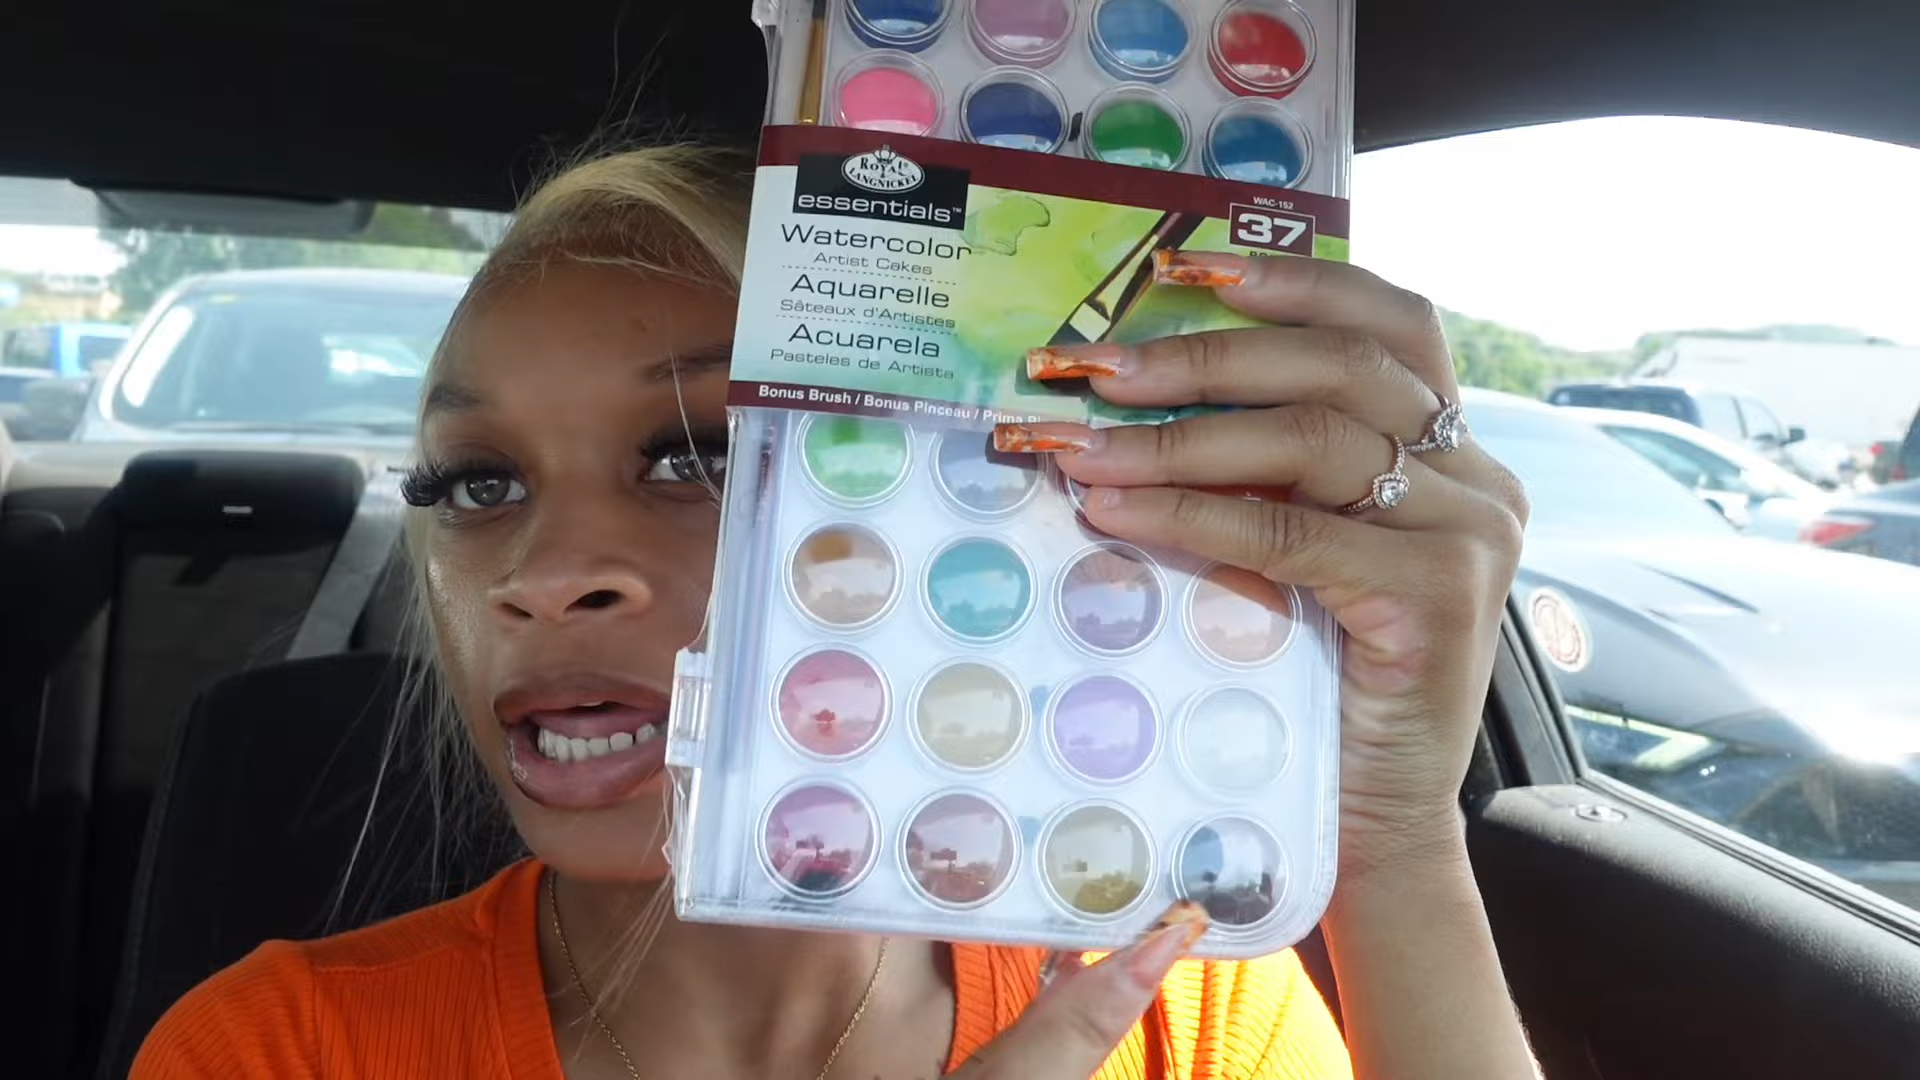 ROYAL & LANGNICKEL
essentials™
WAC-152
37
Watercolor
Artist Cakes
Aquarelle
Sâteaux d'Artistes
Acuarela
Pasteles de Artista
Bonus Brush / Bonus Pinceau / Prima